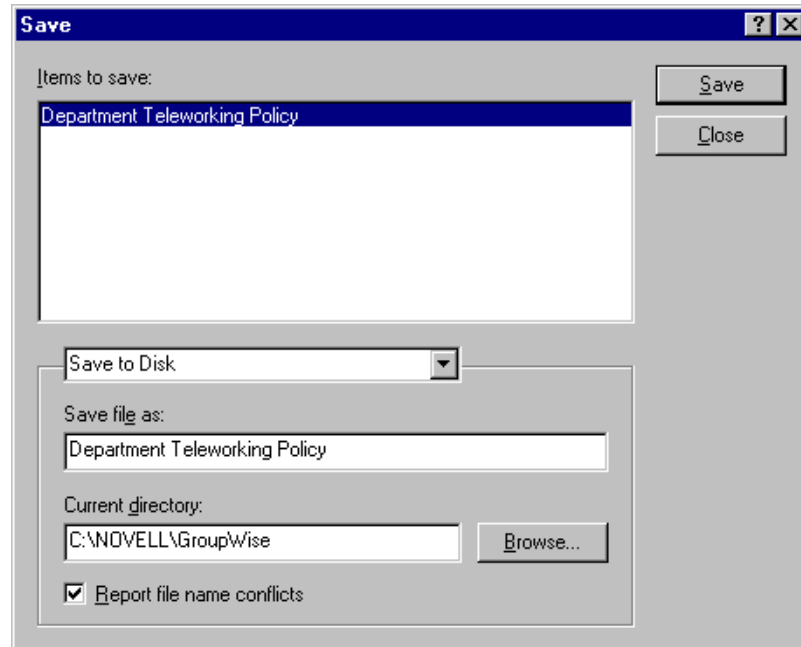 Save
Items to save:
Department Teleworking Policy
Save
Close
Save to Disk
Save file as:
Department Teleworking Policy
Current directory:
C:\NOVELL\GroupWise
Browse...
Report file name conflicts